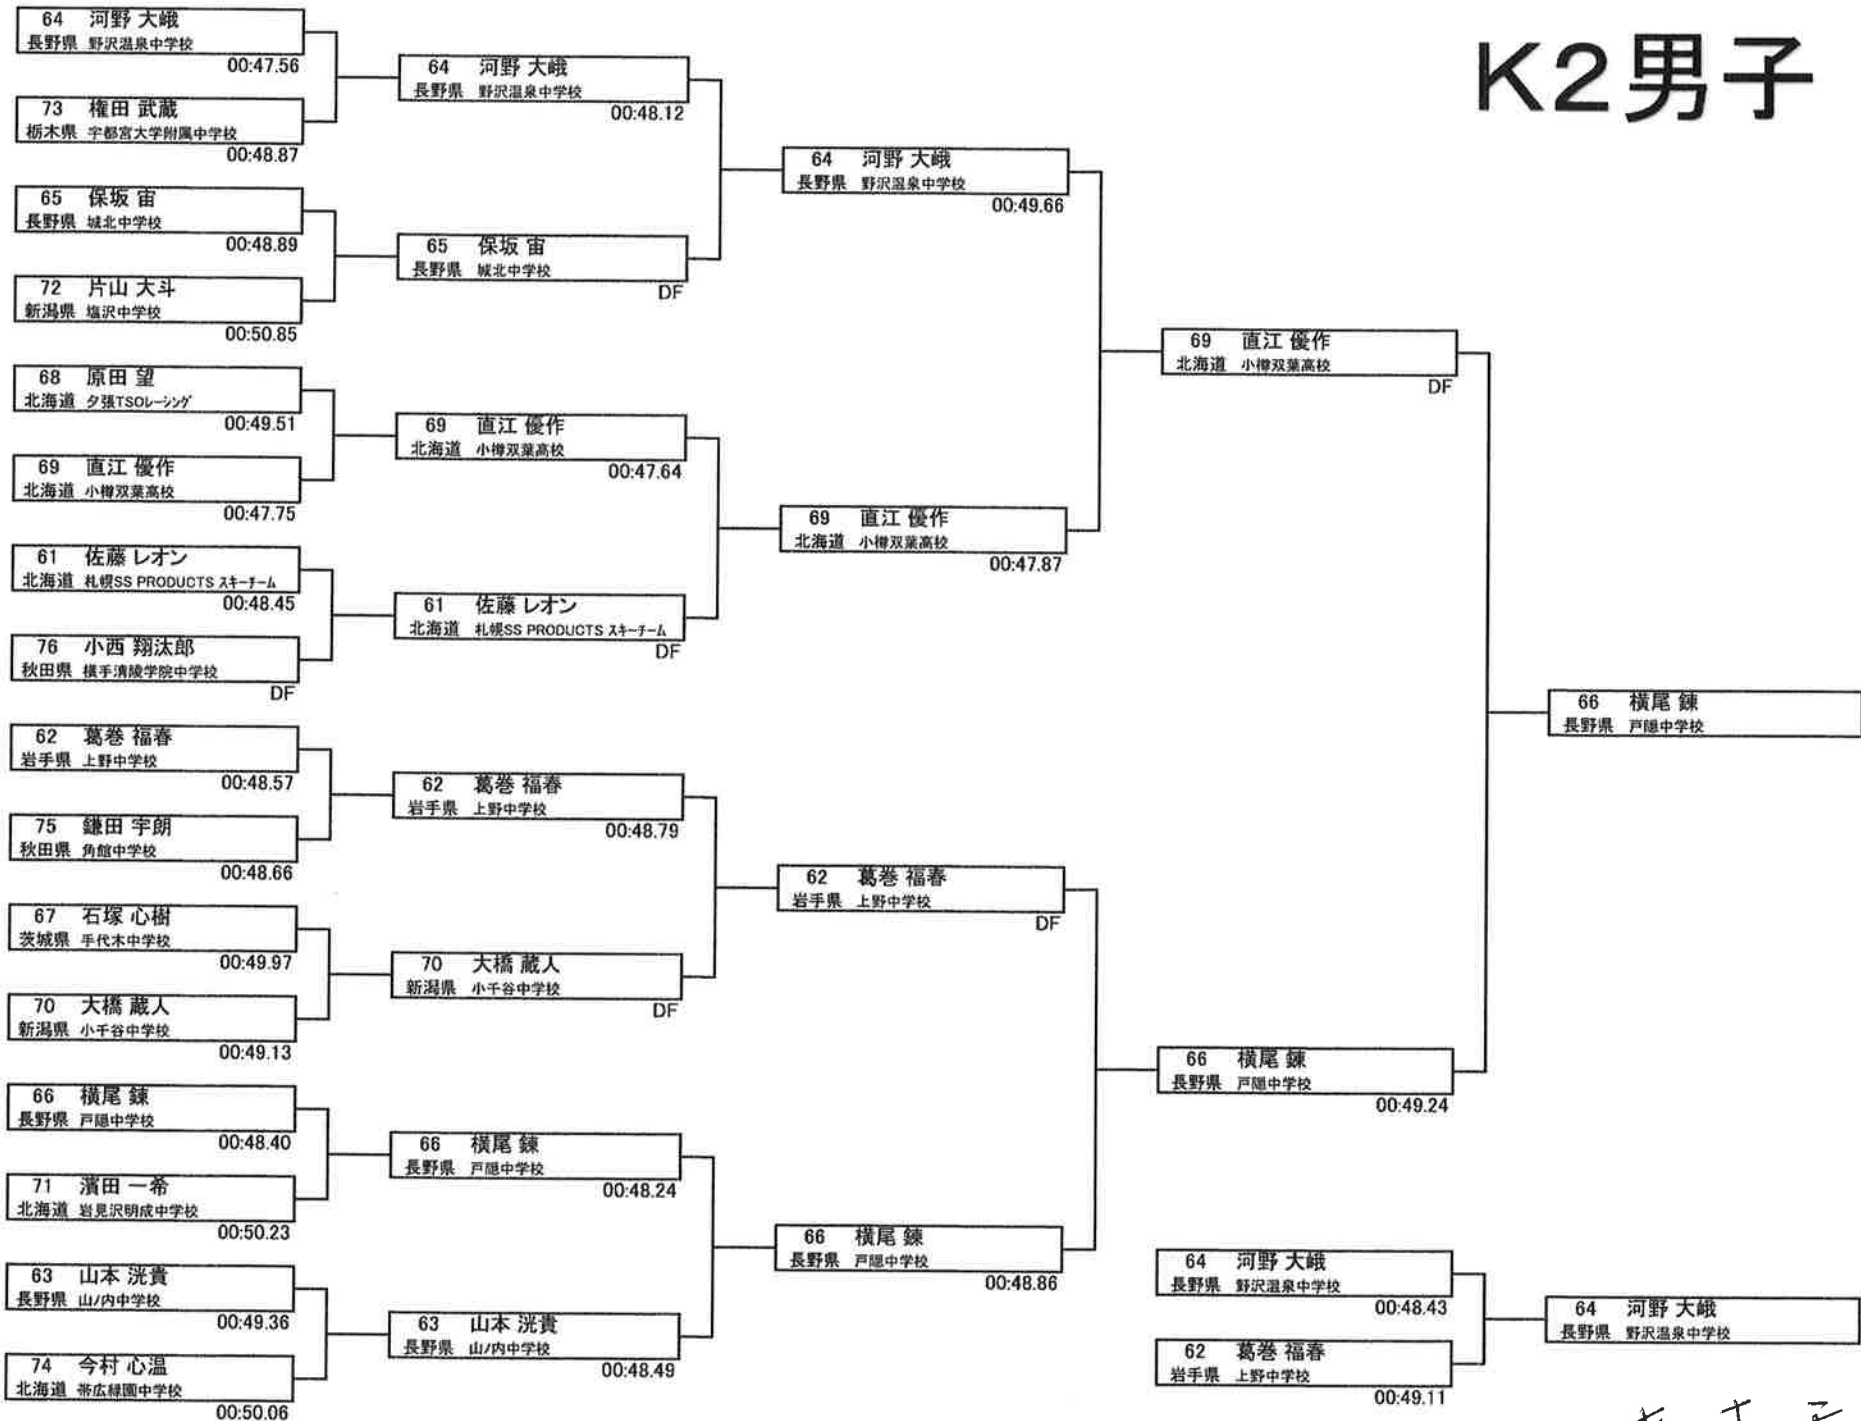 K2男子
64 河野 大峨
長野県 野沢温泉中学校
00:47.56
73 権田 武蔵
栃木県 宇都宮大学附属中学校
00:48.87
65 保坂 宙
長野県 城北中学校
00:48.89
72 片山 大斗
新潟県 塩沢中学校
00:50.85
68 原田 望
北海道 夕張TSOレーシング
00:49.51
69 直江 優作
北海道 小樽双葉高校
00:47.75
61 佐藤 レオン
北海道 札幌SS PRODUCTS スキーチーム
00:48.45
76 小西 翔汰郎
秋田県 横手清陵学院中学校
DF
62 葛巻 福春
岩手県 上野中学校
00:48.57
75 鎌田 宇朗
秋田県 角館中学校
00:48.66
67 石塚 心樹
茨城県 手代木中学校
00:49.97
70 大橋 蔵人
新潟県 小千谷中学校
00:49.13
66 横尾 錬
長野県 戸隠中学校
00:48.40
71 濱田 一希
北海道 岩見沢明成中学校
00:50.23
63 山本 洸貴
長野県 山ノ内中学校
00:49.36
74 今村 心温
北海道 帯広緑園中学校
00:50.06
64 河野 大峨
長野県 野沢温泉中学校
00:48.12
65 保坂 宙
長野県 城北中学校
DF
69 直江 優作
北海道 小樽双葉高校
00:47.64
61 佐藤 レオン
北海道 札幌SS PRODUCTS スキーチーム
DF
62 葛巻 福春
岩手県 上野中学校
00:48.79
70 大橋 蔵人
新潟県 小千谷中学校
DF
66 横尾 錬
長野県 戸隠中学校
00:48.24
63 山本 洸貴
長野県 山ノ内中学校
00:48.49
64 河野 大峨
長野県 野沢温泉中学校
00:49.66
69 直江 優作
北海道 小樽双葉高校
00:47.87
62 葛巻 福春
岩手県 上野中学校
DF
66 横尾 錬
長野県 戸隠中学校
00:48.86
69 直江 優作
北海道 小樽双葉高校
DF
66 横尾 錬
長野県 戸隠中学校
00:49.24
64 河野 大峨
長野県 野沢温泉中学校
00:48.43
62 葛巻 福春
岩手県 上野中学校
00:49.11
66 横尾 錬
長野県 戸隠中学校
64 河野 大峨
長野県 野沢温泉中学校